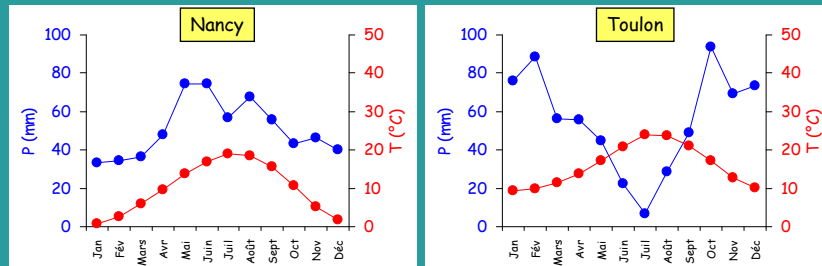 Nancy
100
80
60
40
20
0
P (mm)
50
40
30
20
10
0
T (°C)
Jan
Fév
Mars
Avr
Mai
Juin
Juil
Août
Sept
Oct
Nov
Déc
Toulon
100
80
60
40
20
0
P (mm)
50
40
30
20
10
0
T (°C)
Jan
Fév
Mars
Avr
Mai
Juin
Juil
Août
Sept
Oct
Nov
Déc